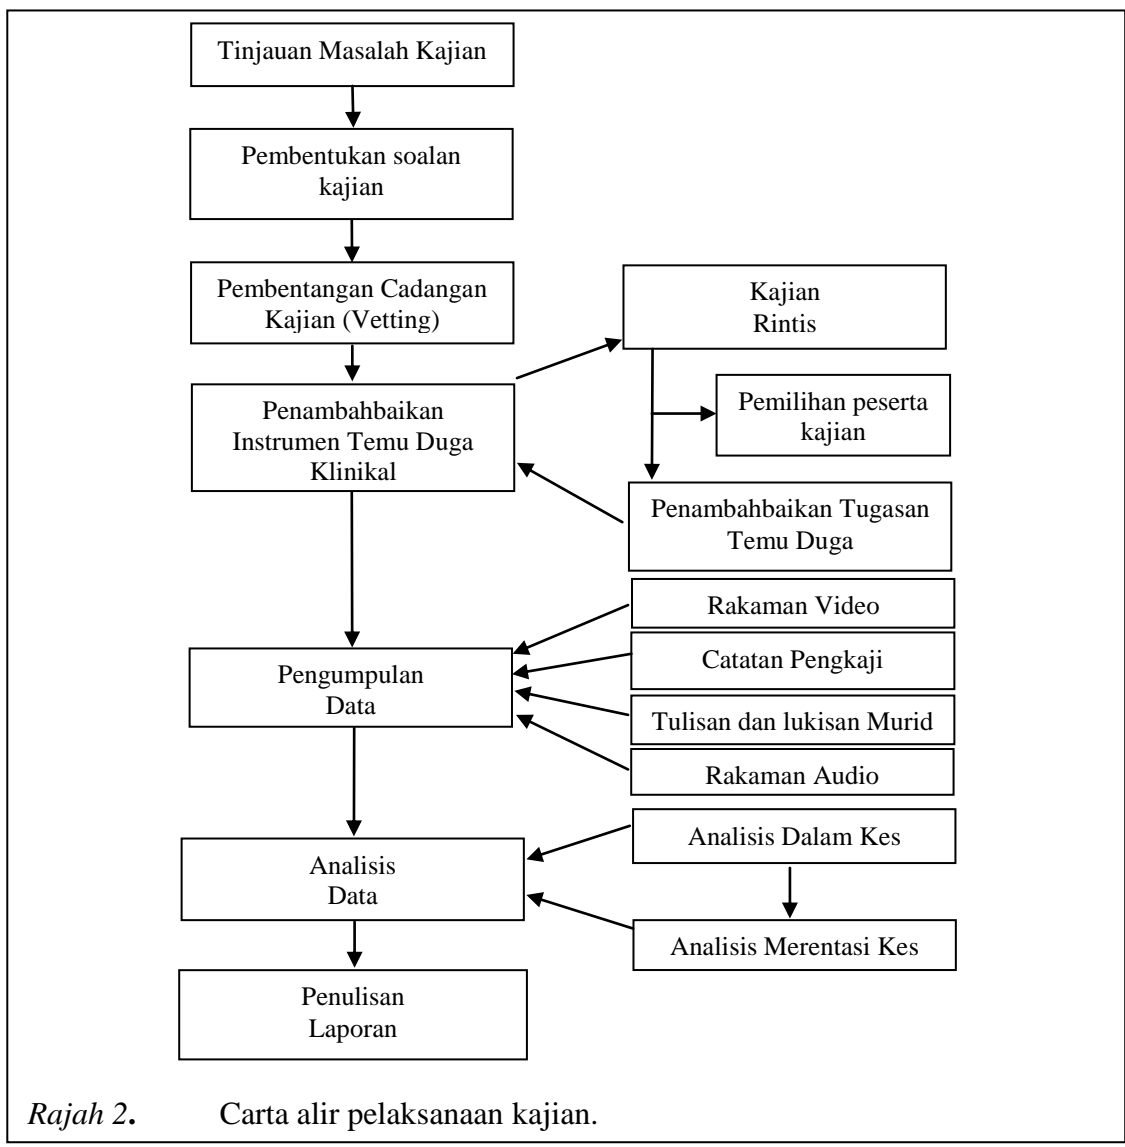 Tinjauan Masalah Kajian
Pembentukan soalan
kajian
Pembentangan Cadangan
Kajian (Vetting)
Kajian
Rintis
Penambahbaikan
Instrumen Temu Duga
Klinikal
Pemilihan peserta
kajian
Penambahbaikan Tugasan
Temu Duga
Rakaman Video
Catatan Pengkaji
Tulisan dan lukisan Murid
Rakaman Audio
Pengumpulan
Data
Analisis Dalam Kes
Analisis Merentasi Kes
Analisis
Data
Penulisan
Laporan
Rajah 2. Carta alir pelaksanaan kajian.